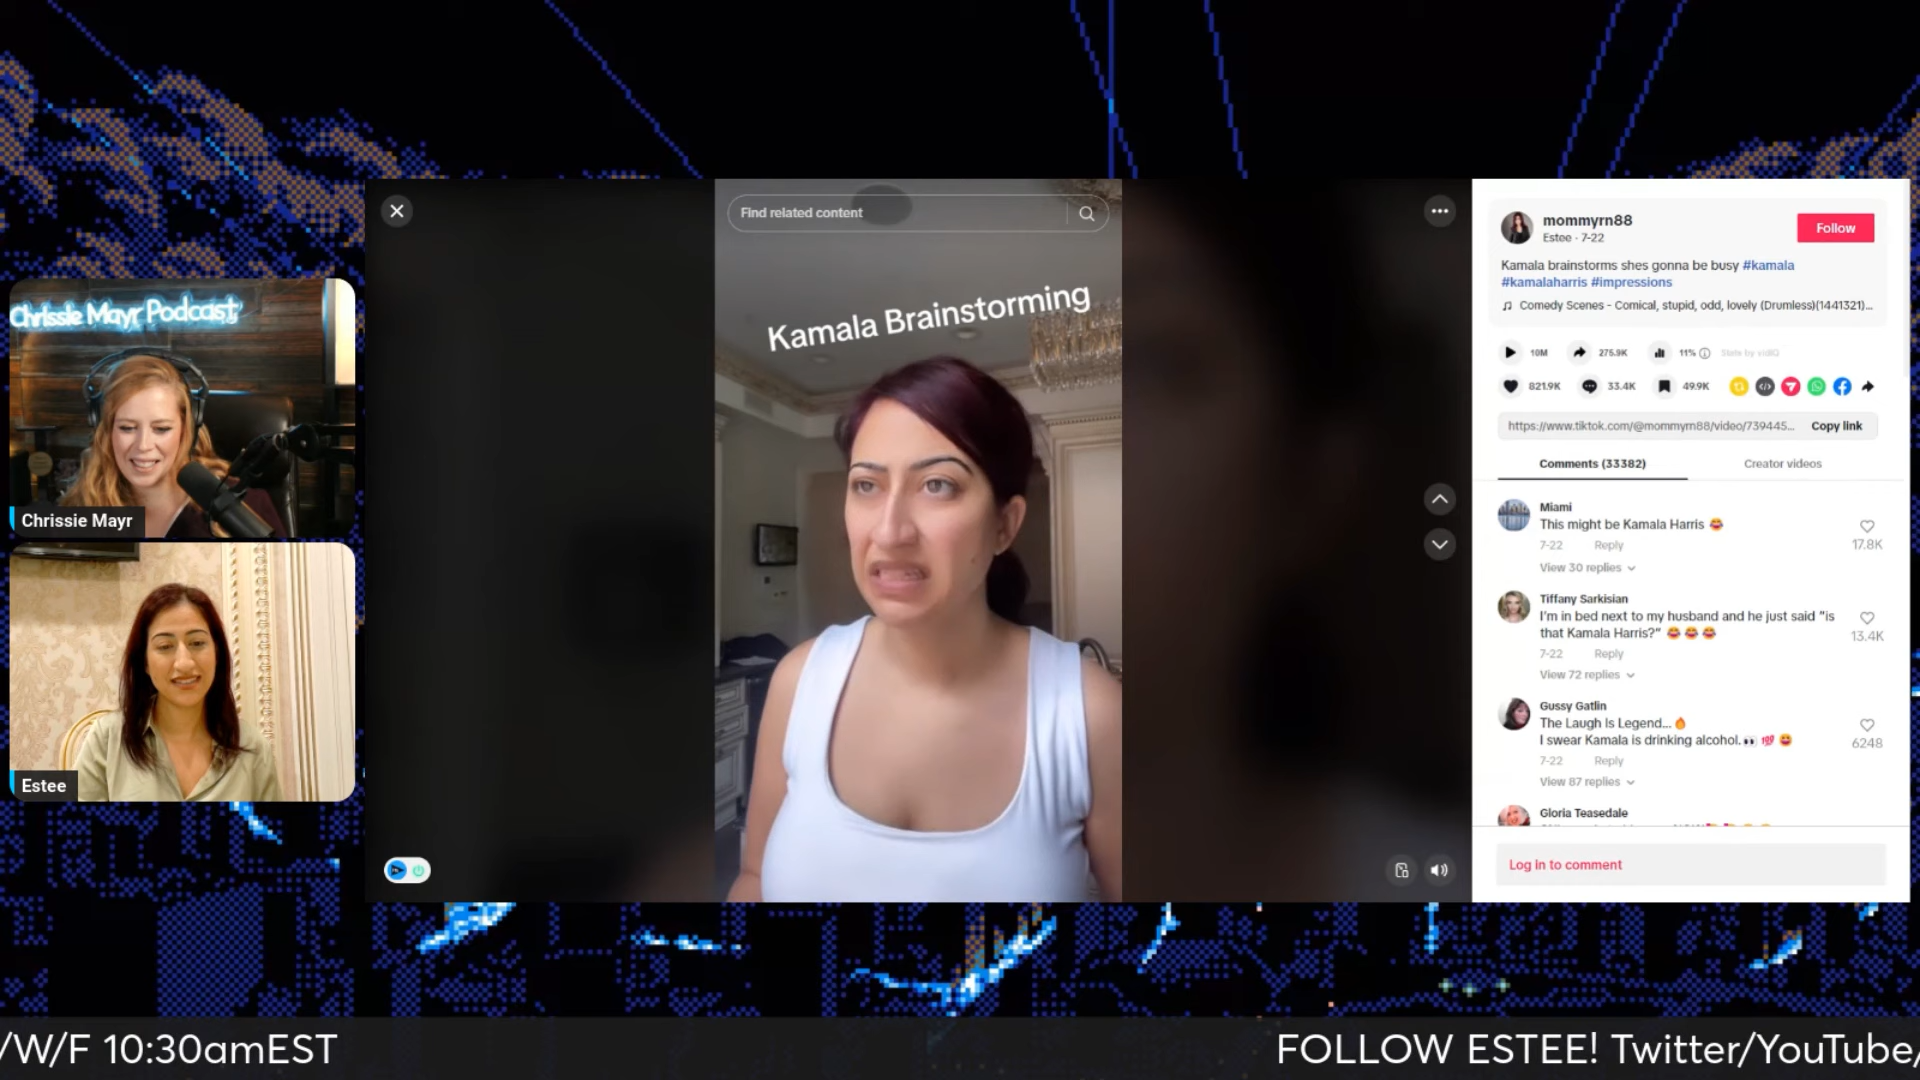 Chrissie Mayr Podcast
Chrissie Mayr
Estee
Find related content
Kamala Brainstorming
mommyrn88
Estee · 7-22
Follow
Kamala brainstorms shes gonna be busy #kamala
#kamalaharris #impressions
Comedy Scenes - Comical, stupid, odd, lovely (Drumless)(1441321)...
10M 275.9K 11% Stats by vidIQ
821.9K 33.4K 49.9K
https://www.tiktok.com/@mommyrn88/video/739445... Copy link
Comments (33382) Creator videos
Miami
This might be Kamala Harris 😂
7-22 Reply
17.8K
View 30 replies
Tiffany Sarkisian
I'm in bed next to my husband and he just said "is
that Kamala Harris?" 😂 😂 😂
13.4K
7-22 Reply
View 72 replies
Gussy Gatlin
The Laugh Is Legend... 🔥
I swear Kamala is drinking alcohol. 👀 💯 😆
6248
7-22 Reply
View 87 replies
Gloria Teasedale
Log in to comment
/W/F 10:30amEST
FOLLOW ESTEE! Twitter/YouTube/